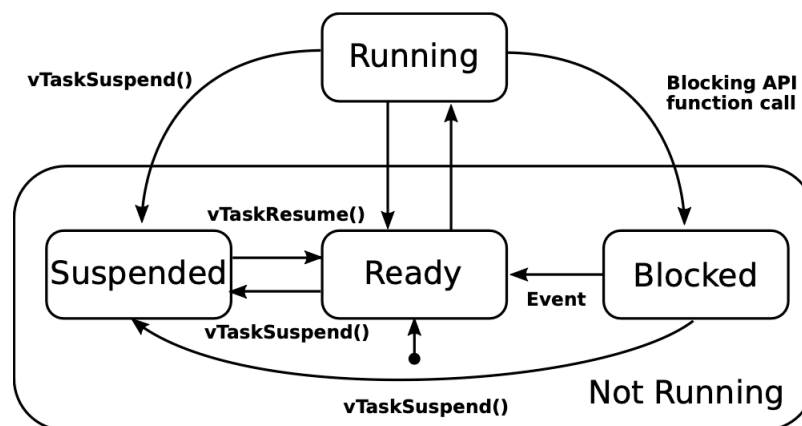 Running
vTaskSuspend()
Blocking API
function call
vTaskResume()
Suspended
Ready
Blocked
Event
vTaskSuspend()
Not Running
vTaskSuspend()